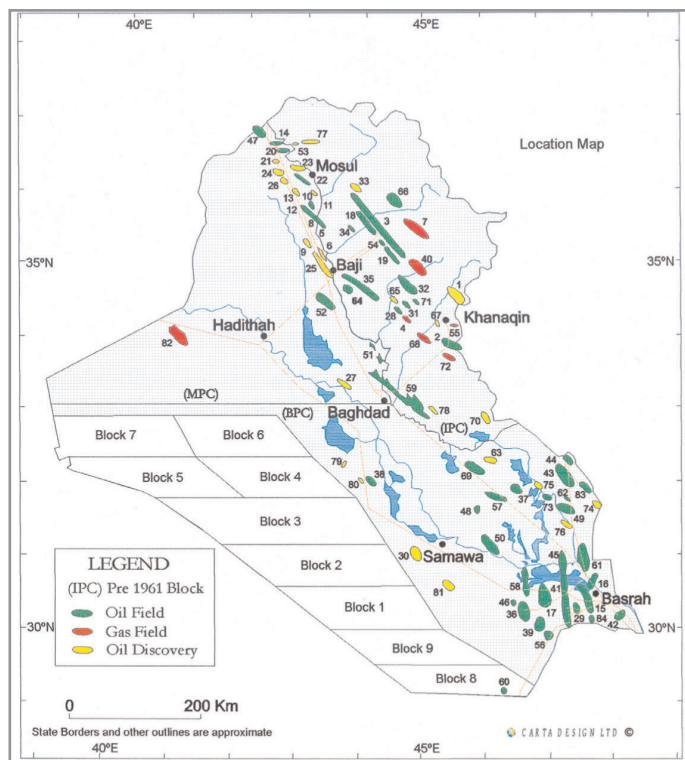 40°E
45°E
Location Map
47
14
77
20
53
21
23
Mosul
24
22
33
26
66
13
10
11
12
8
18
3
7
5
34
54
9
6
19
40
35°N
35°N
25
Baji
35
32
1
64
65
71
52
28
31
Khanaqin
Hadithah
4
67
2
55
82
68
51
72
27
59
(MPC)
Baghdad
78
(BPC)
(IPC)
70
Block 7
Block 6
79
63
44
69
43
Block 5
Block 4
80
38
75
83
37
62
57
73
74
48
49
Block 3
76
50
Samawa
LEGEND
30
45
61
(IPC) Pre 1961 Block
Block 2
58
16
Oil Field
81
41
Basrah
Gas Field
Block 1
46
17
15
Oil Discovery
36
29
84
42
30°N
39
30°N
Block 9
56
Block 8
60
0
200 Km
State Borders and other outlines are approximate
CARTA DESIGN LTD ©
40°E
45°E